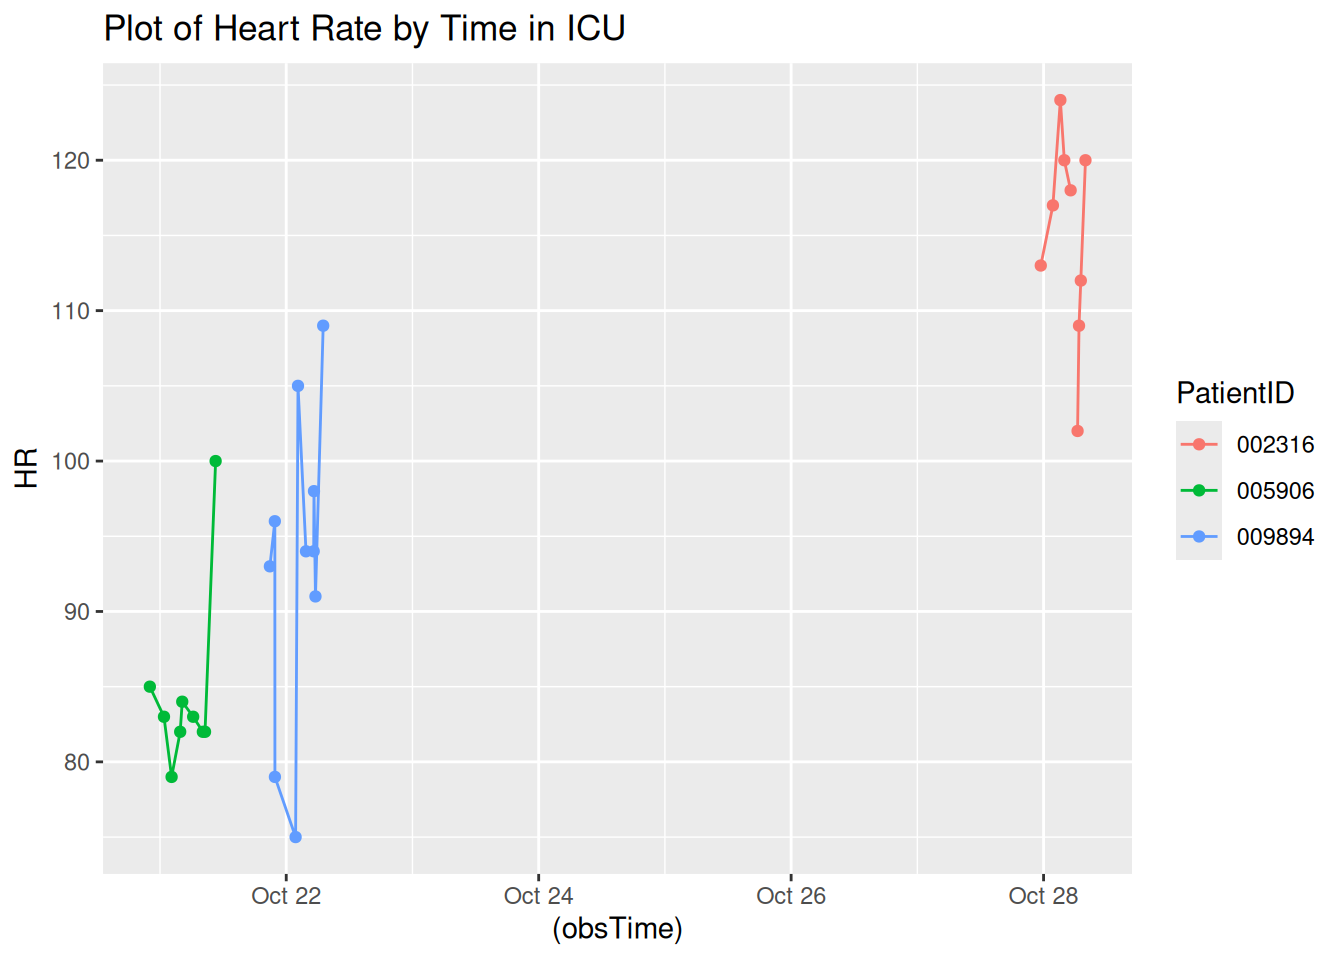 Plot of Heart Rate by Time in ICU
120
110
100
90
80
HR
Oct 22
Oct 24
Oct 26
Oct 28
(obsTime)
PatientID
002316
005906
009894